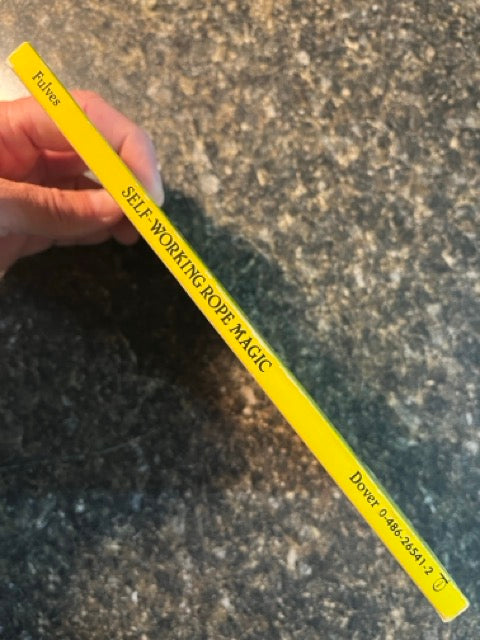 Fulves
SELF-WORKING ROPE MAGIC
Dover 0-486-26541-2